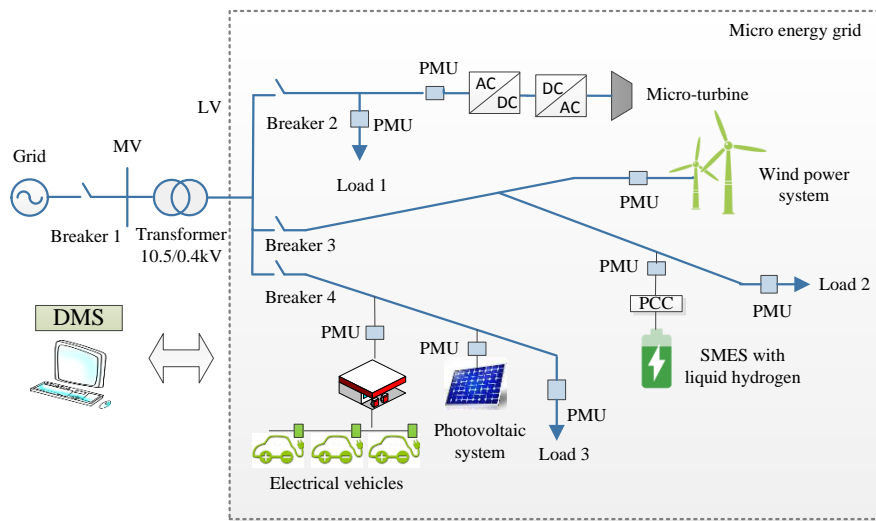 Micro energy grid
PMU
AC
DC
DC
AC
Micro-turbine
LV
Breaker 2
PMU
Load 1
MV
Grid
Breaker 1
Transformer
10.5/0.4kV
Breaker 3
PMU
Wind power
system
Breaker 4
PMU
Load 2
PMU
PCC
SMES with
liquid hydrogen
DMS
PMU
PMU
PMU
Photovoltaic
system
Load 3
Electrical vehicles